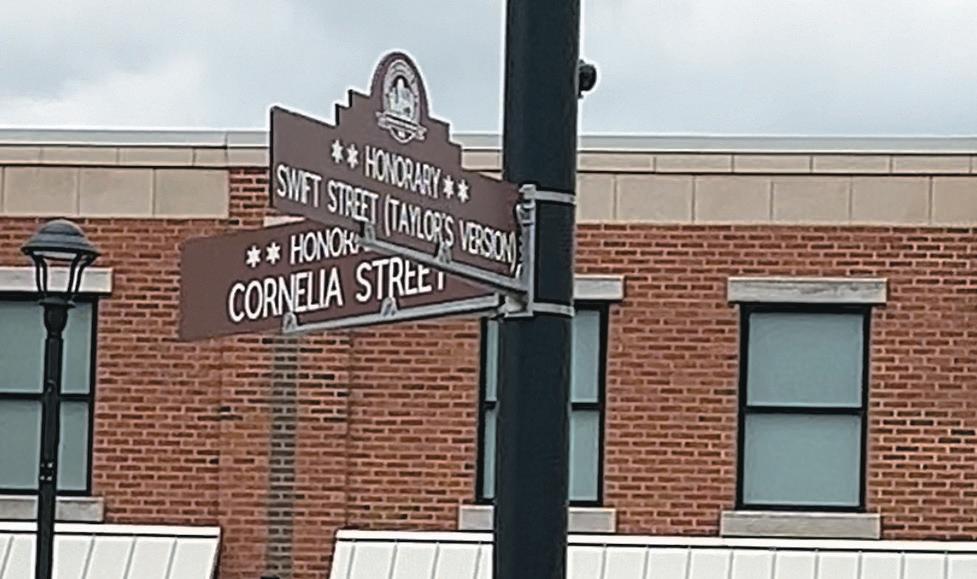 ** HONORARY **
SWIFT STREET (TAYLOR'S VERSION)
** HONOR
CORNELIA STREET